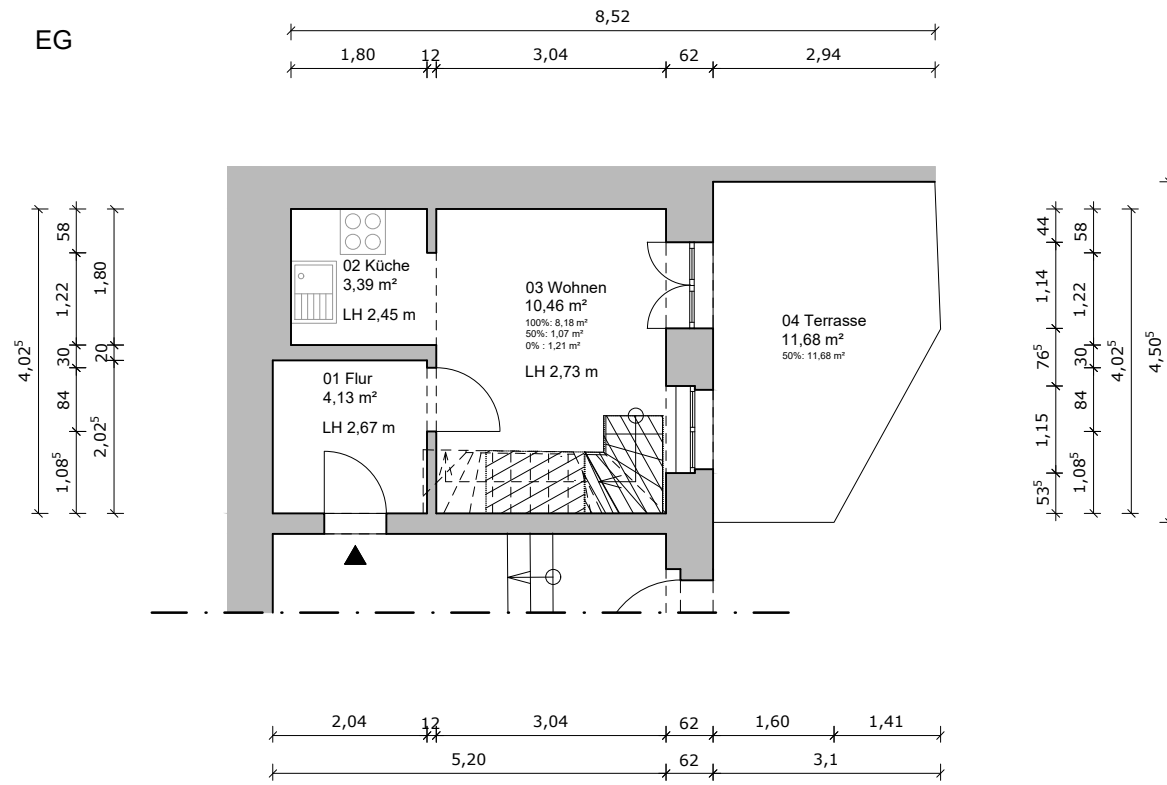 EG
8,52
1,80 12 3,04 62 2,94
4,02⁵
58
1,22
30
84
1,08⁵
1,80
20
2,02⁵
02 Küche
3,39 m²
LH 2,45 m
01 Flur
4,13 m²
LH 2,67 m
03 Wohnen
10,46 m²
100%: 8,18 m²
50%: 1,07 m²
0% : 1,21 m²
LH 2,73 m
04 Terrasse
11,68 m²
50%: 11,68 m²
44
1,14
76⁵
1,15
53⁵
58
1,22
30
84
1,08⁵
4,02⁵
4,50⁵
2,04 12 3,04 62 1,60 1,41
5,20 62 3,1